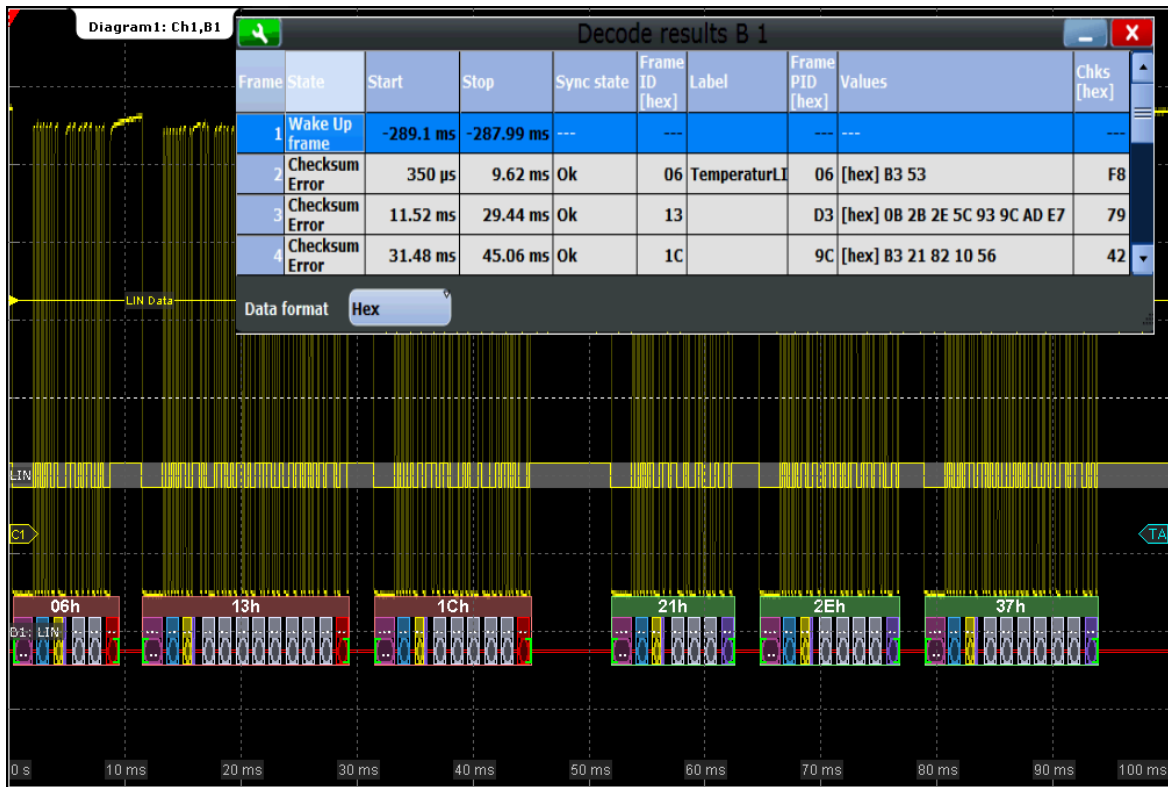 Diagram1: Ch1,B1
Decode results B 1
Frame State Start Stop Sync state Frame ID [hex] Label Frame PID [hex] Values Chks [hex]
1 Wake Up frame -289.1 ms -287.99 ms --- --- --- --- ---
2 Checksum Error 350 µs 9.62 ms Ok 06 TemperaturLI 06 [hex] B3 53 F8
3 Checksum Error 11.52 ms 29.44 ms Ok 13 D3 [hex] 0B 2B 2E 5C 93 9C AD E7 79
4 Checksum Error 31.48 ms 45.06 ms Ok 1C 9C [hex] B3 21 82 10 56 42
LIN Data
Data format Hex
LIN
C1
TA
06h 13h 1Ch 21h 2Eh 37h
B1: LIN
0 s 10 ms 20 ms 30 ms 40 ms 50 ms 60 ms 70 ms 80 ms 90 ms 100 ms